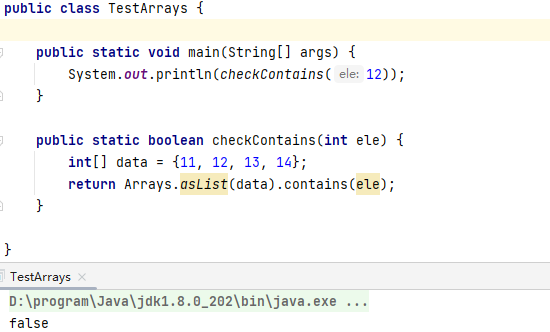 public class TestArrays {
public static void main(String[] args) {
System.out.println(checkContains( ele: 12));
}
public static boolean checkContains(int ele) {
int[] data = {11, 12, 13, 14};
return Arrays.asList(data).contains(ele);
}
}
TestArrays ×
D:\program\Java\jdk1.8.0_202\bin\java.exe ...
false